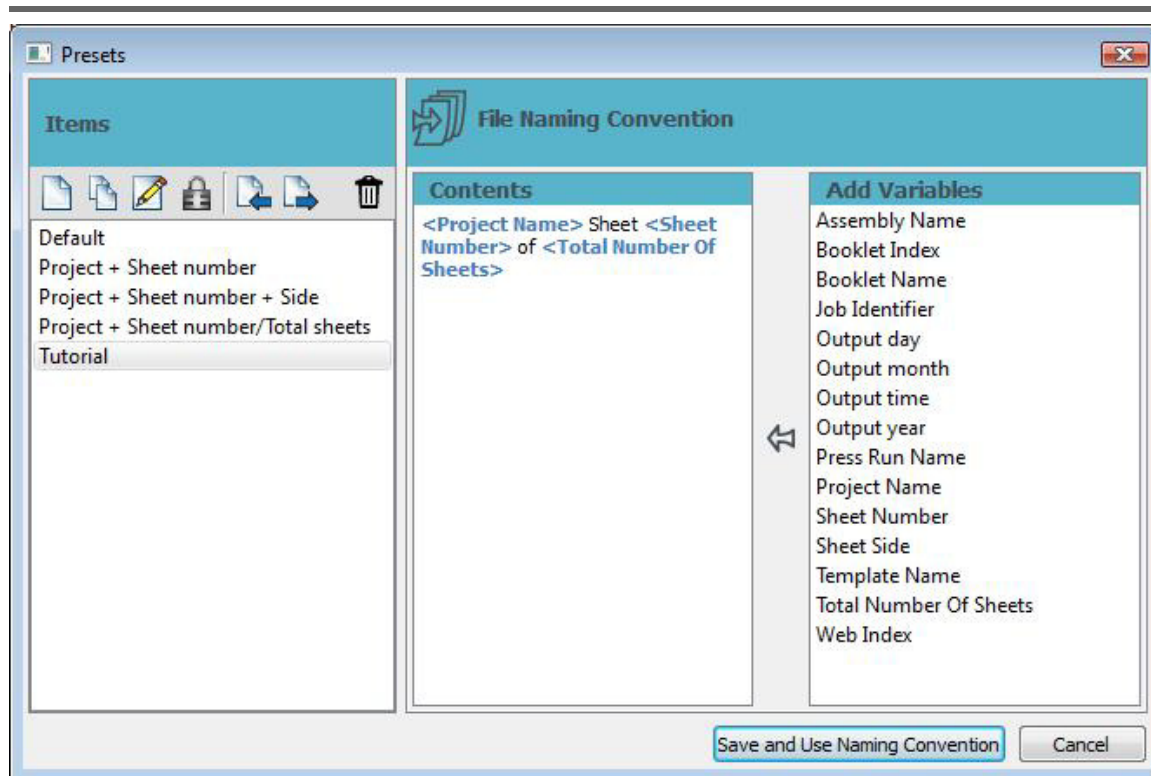 Presets
Items
File Naming Convention
Default
Project + Sheet number
Project + Sheet number + Side
Project + Sheet number/Total sheets
Tutorial
Contents
<Project Name> Sheet <Sheet
Number> of <Total Number Of
Sheets>
Add Variables
Assembly Name
Booklet Index
Booklet Name
Job Identifier
Output day
Output month
Output time
Output year
Press Run Name
Project Name
Sheet Number
Sheet Side
Template Name
Total Number Of Sheets
Web Index
Save and Use Naming Convention
Cancel